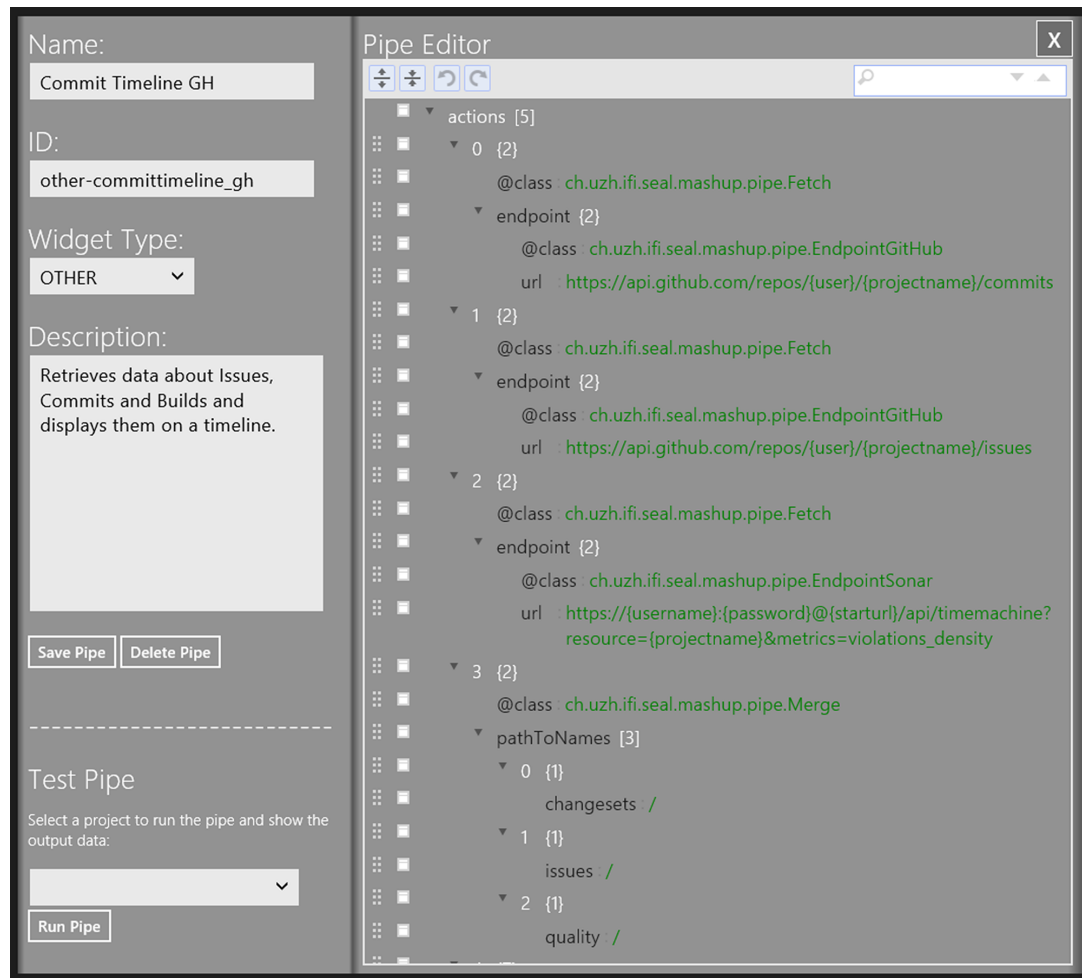 Name:
Commit Timeline GH
ID:
other-committimeline_gh
Widget Type:
OTHER
Description:
Retrieves data about Issues,
Commits and Builds and
displays them on a timeline.
Save Pipe Delete Pipe
Test Pipe
Select a project to run the pipe and show the
output data:
Run Pipe
Pipe Editor
X
actions [5]
0 {2}
@class : ch.uzh.ifi.seal.mashup.pipe.Fetch
endpoint {2}
@class : ch.uzh.ifi.seal.mashup.pipe.EndpointGitHub
url : https://api.github.com/repos/{user}/{projectname}/commits
1 {2}
@class : ch.uzh.ifi.seal.mashup.pipe.Fetch
endpoint {2}
@class : ch.uzh.ifi.seal.mashup.pipe.EndpointGitHub
url : https://api.github.com/repos/{user}/{projectname}/issues
2 {2}
@class : ch.uzh.ifi.seal.mashup.pipe.Fetch
endpoint {2}
@class : ch.uzh.ifi.seal.mashup.pipe.EndpointSonar
url : https://{username}:{password}@{starturl}/api/timemachine?
resource={projectname}&metrics=violations_density
3 {2}
@class : ch.uzh.ifi.seal.mashup.pipe.Merge
pathToNames [3]
0 {1}
changesets : /
1 {1}
issues : /
2 {1}
quality : /